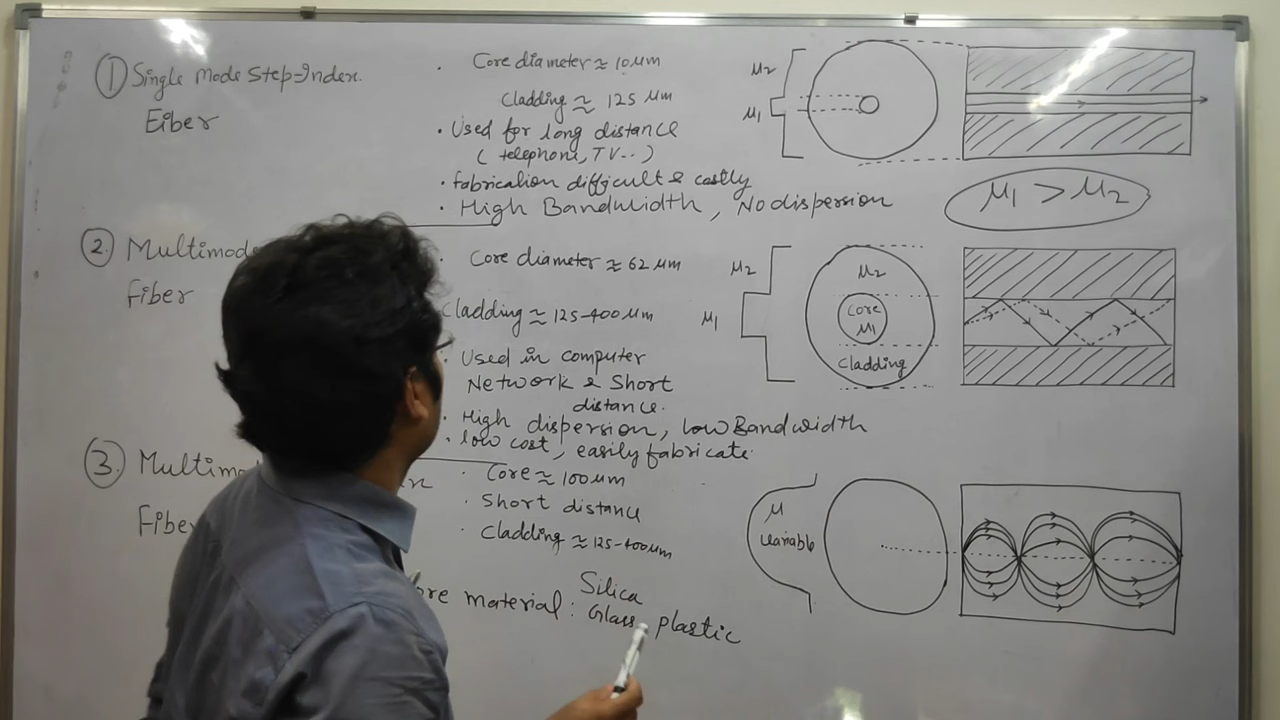 ① Single Mode Step-Index.
Eiber
. Core diameter ≈ 10 μm
Cladding ≈ 125 μm
. Used for long distance
( telephone, TV.. )
. fabrication difficult & costly
. High Bandwidth, No dispersion
μ2
μ1
μ1 > μ2
② Multimode
Fiber
. Core diameter ≈ 62 μm
Cladding ≈ 125-400 μm
. Used in computer
Network & Short
distance.
. High dispersion, low Bandwidth
. low cost, easily fabricate.
μ2
μ1
μ2
core
μ1
cladding
③
Fiber
. Core ≈ 100 μm
. Short distance
. Cladding ≈ 125-400 μm
material : Silica
Glass, plastic
μ
variable